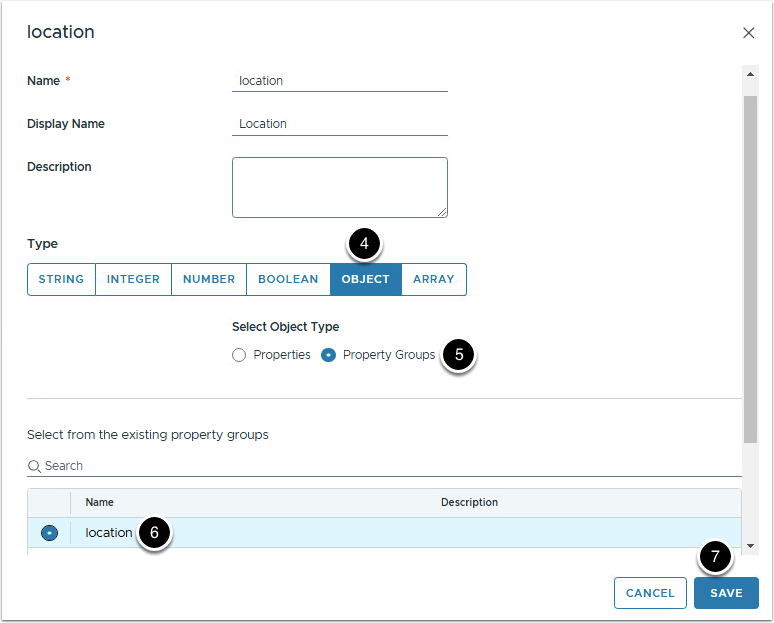 location
Name *
location
Display Name
Location
Description
Type
4
STRING INTEGER NUMBER BOOLEAN OBJECT ARRAY
Select Object Type
Properties Property Groups 5
Select from the existing property groups
Search
Name Description
location 6
7
CANCEL SAVE